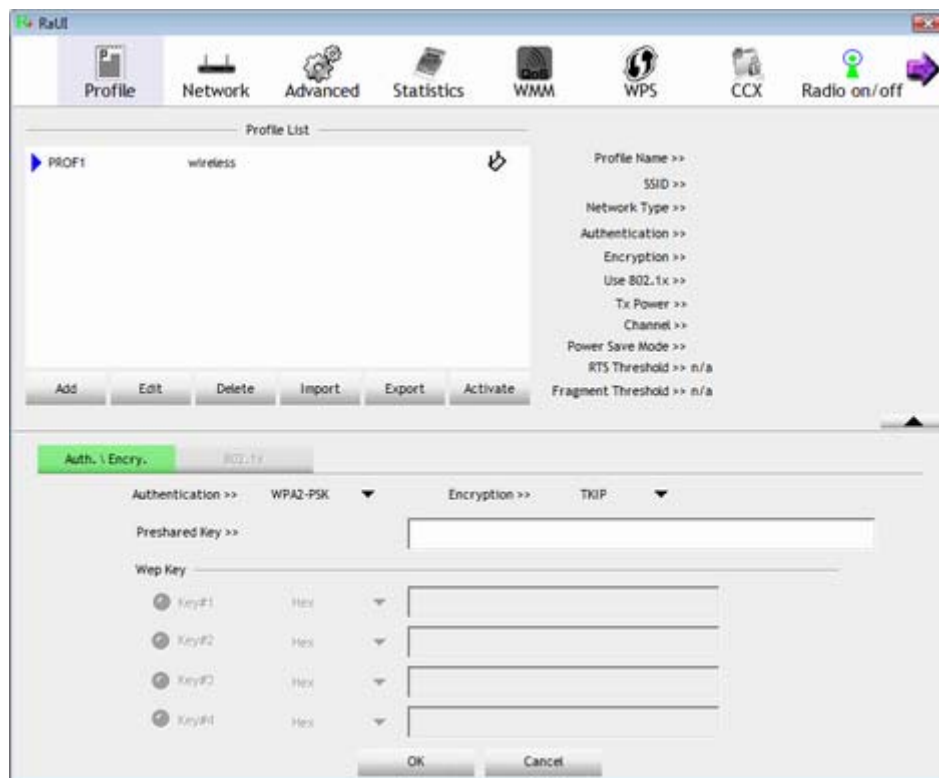 RaUI
Profile Network Advanced Statistics QoS WMM WPS CCX Radio on/off
Profile List
PROF1 wireless
Profile Name >>
SSID >>
Network Type >>
Authentication >>
Encryption >>
Use 802.1x >>
Tx Power >>
Channel >>
Power Save Mode >>
RTS Threshold >> n/a
Fragment Threshold >> n/a
Add Edit Delete Import Export Activate
Auth. \ Encry. 802.1x
Authentication >> WPA2-PSK Encryption >> TKIP
Preshared Key >>
Wep Key
Key#1 Hex
Key#2 Hex
Key#3 Hex
Key#4 Hex
OK Cancel